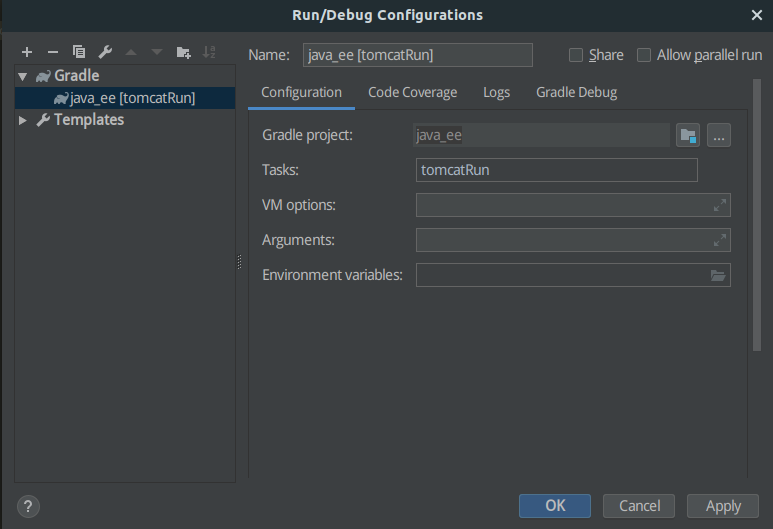 Run/Debug Configurations
Name: java_ee [tomcatRun] Share Allow parallel run
Gradle
java_ee [tomcatRun]
Templates
Configuration Code Coverage Logs Gradle Debug
Gradle project: java_ee ...
Tasks: tomcatRun
VM options:
Arguments:
Environment variables:
? OK Cancel Apply